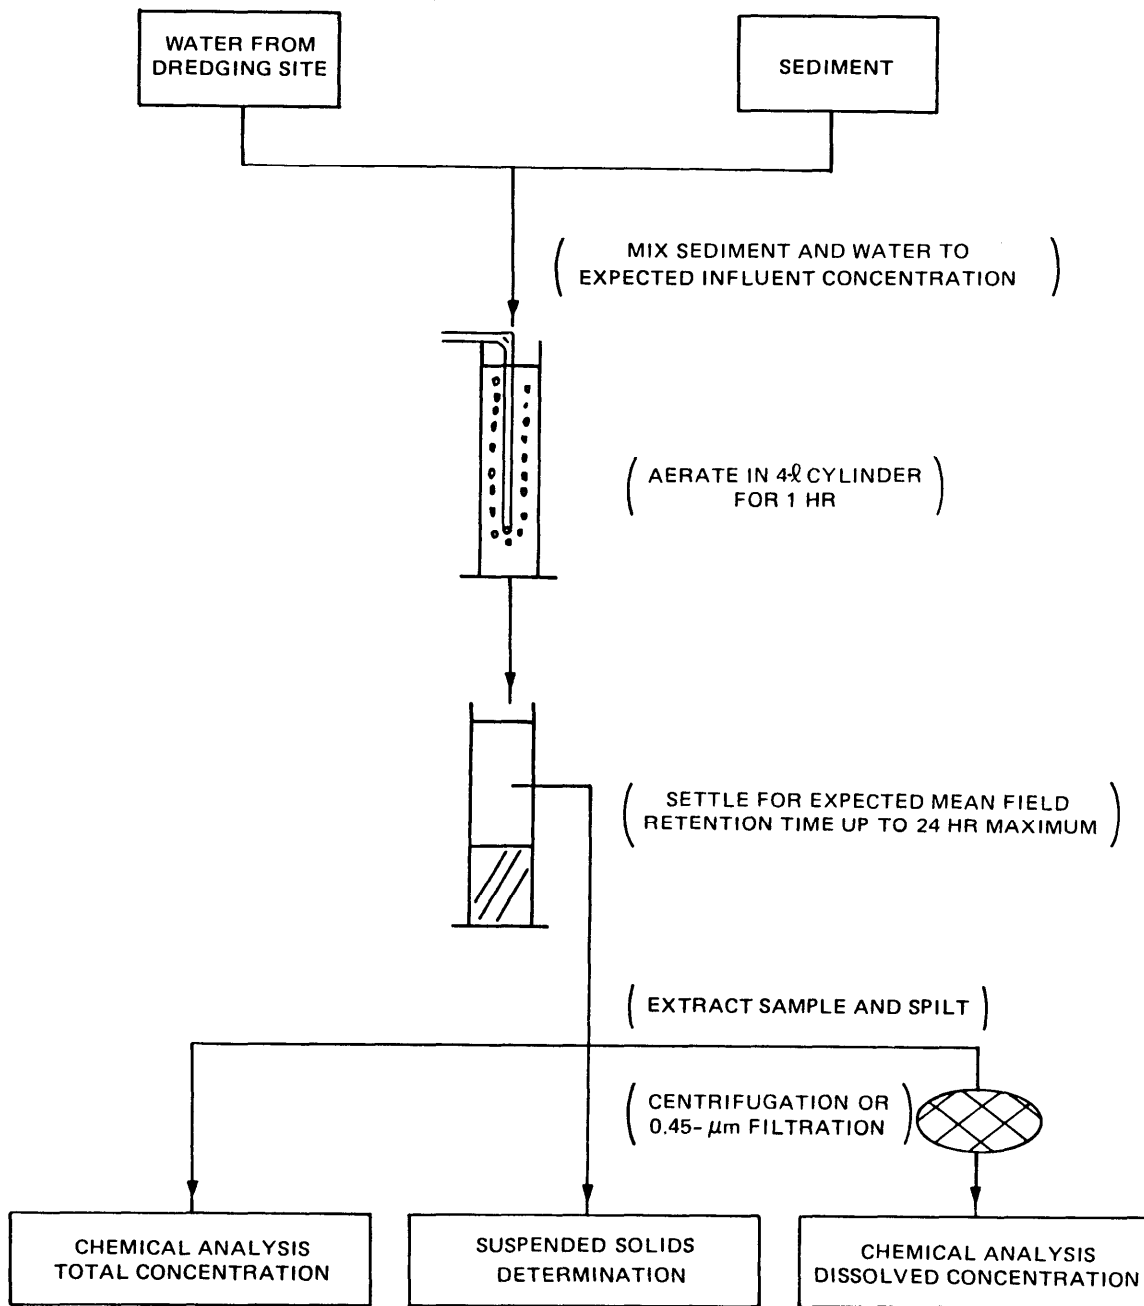 WATER FROM
DREDGING SITE
SEDIMENT
( MIX SEDIMENT AND WATER TO
EXPECTED INFLUENT CONCENTRATION )
( AERATE IN 4-ℓ CYLINDER
FOR 1 HR )
( SETTLE FOR EXPECTED MEAN FIELD
RETENTION TIME UP TO 24 HR MAXIMUM )
( EXTRACT SAMPLE AND SPILT )
( CENTRIFUGATION OR
0.45- μm FILTRATION )
CHEMICAL ANALYSIS
TOTAL CONCENTRATION
SUSPENDED SOLIDS
DETERMINATION
CHEMICAL ANALYSIS
DISSOLVED CONCENTRATION